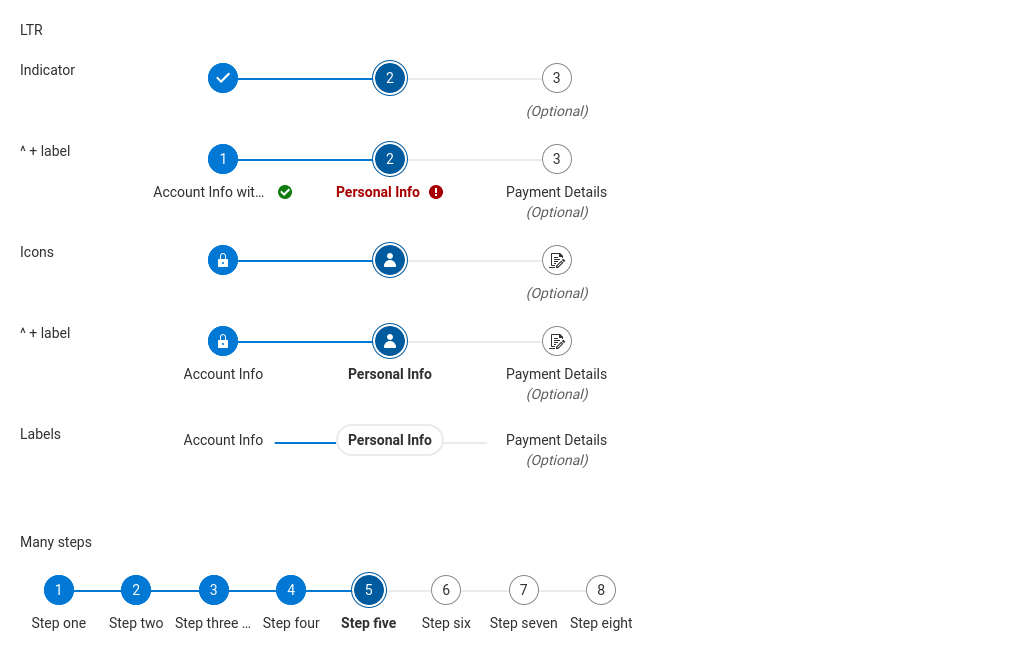 LTR
Indicator
2
3
(Optional)
^ + label
1
2
3
Account Info wit...
Personal Info
Payment Details
(Optional)
Icons
(Optional)
^ + label
Account Info
Personal Info
Payment Details
(Optional)
Labels
Account Info
Personal Info
Payment Details
(Optional)
Many steps
1 2 3 4 5 6 7 8
Step one Step two Step three ... Step four Step five Step six Step seven Step eight